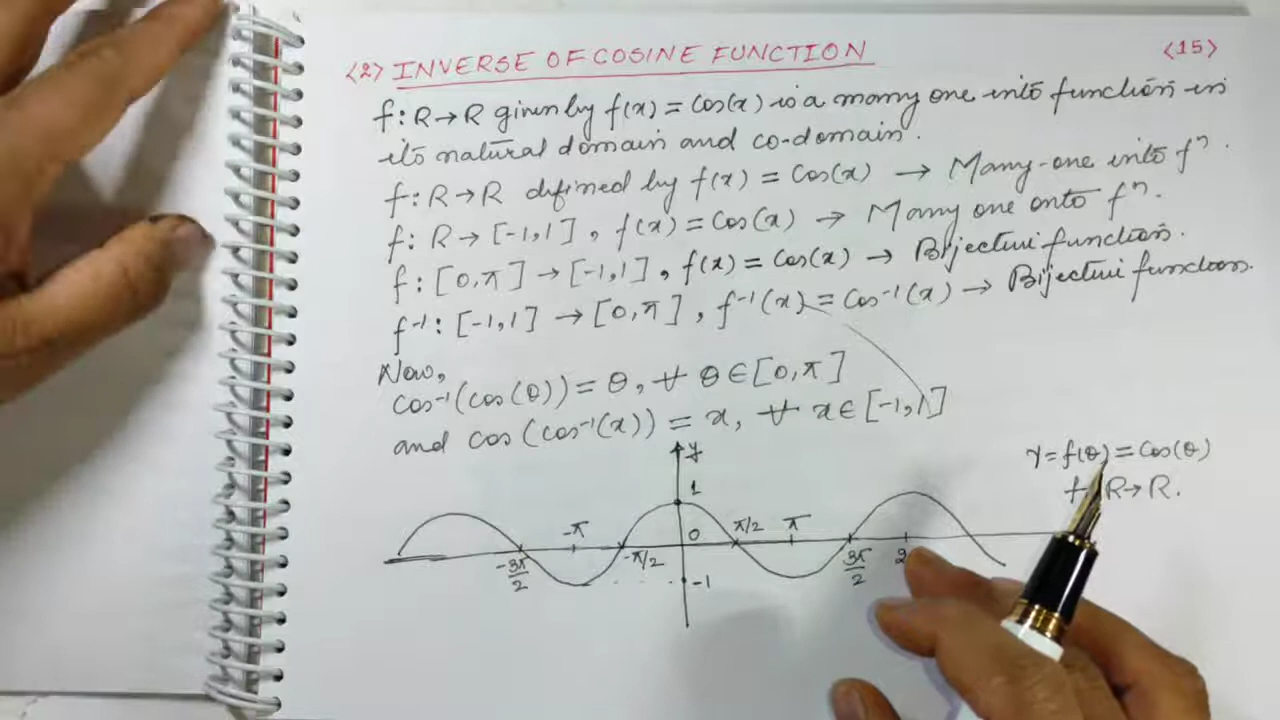 <2> INVERSE OF COSINE FUNCTION
<15>
f: R→R given by f(x) = Cos(x) is a many one into function in
its natural domain and co-domain.
f: R→R defined by f(x) = Cos(x) → Many-one into fⁿ.
f: R→[-1,1], f(x) = Cos(x) → Many one onto fⁿ.
f: [0,π]→[-1,1], f(x) = Cos(x) → Bijective function.
f⁻¹: [-1,1]→[0,π], f⁻¹(x) = Cos⁻¹(x) → Bijective function.
Now,
cos⁻¹(cos(θ)) = θ, ∀ θ∈[0,π]
and cos(cos⁻¹(x)) = x, ∀ x∈[-1,1]
y
Y = f(θ) = Cos(θ)
f R→R.
1
-π 0 π/2 π
-3π/2 -π/2 3π/2 2
-1